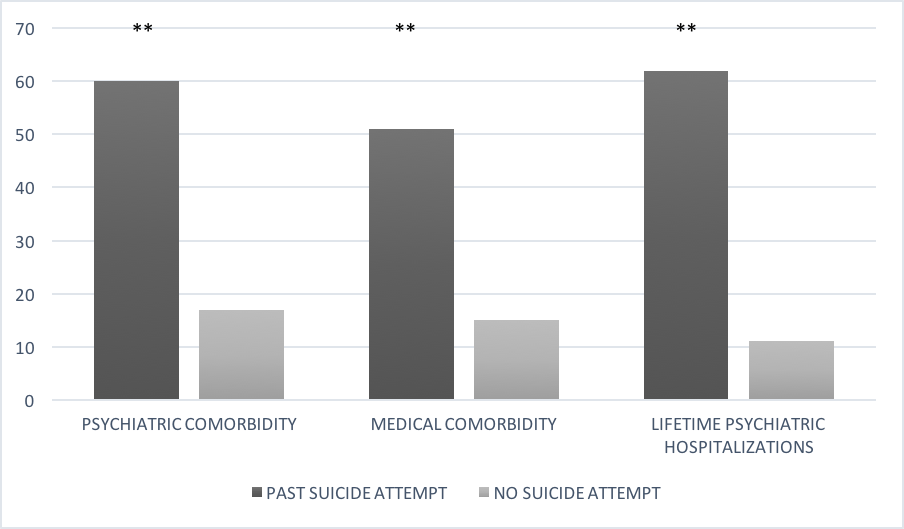 70
** ** **
60
50
40
30
20
10
0
PSYCHIATRIC COMORBIDITY MEDICAL COMORBIDITY LIFETIME PSYCHIATRIC
HOSPITALIZATIONS
PAST SUICIDE ATTEMPT NO SUICIDE ATTEMPT